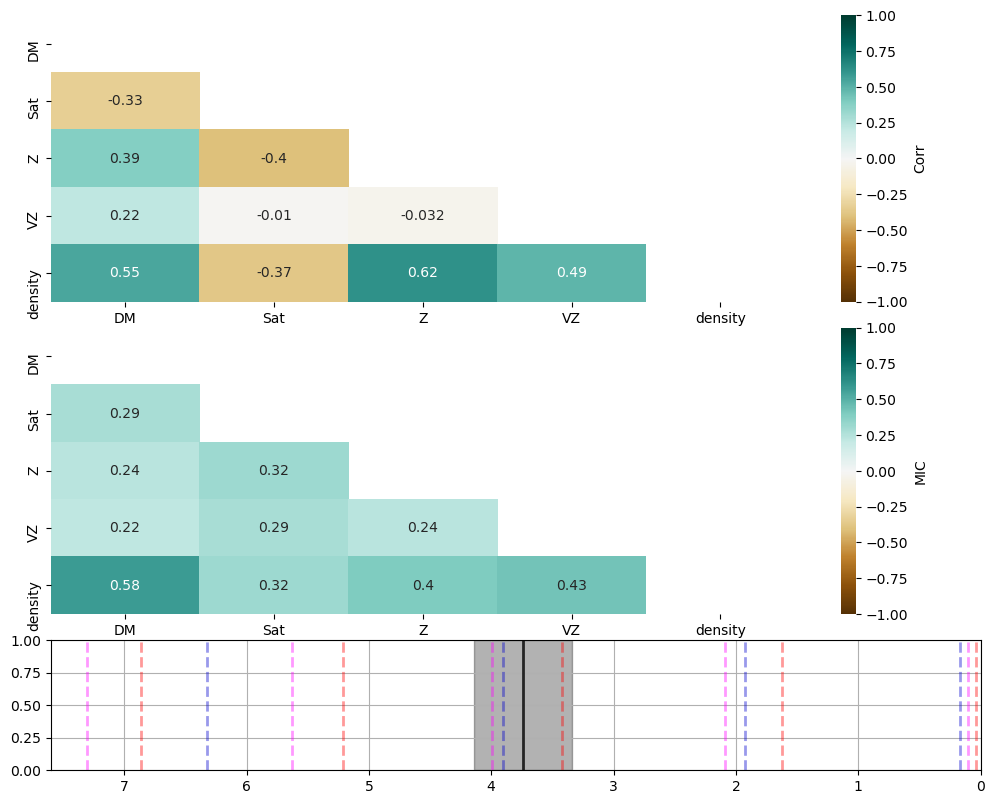 DM
Sat
Z
VZ
density
-0.33
0.39 -0.4
0.22 -0.01 -0.032
0.55 -0.37 0.62 0.49
DM Sat Z VZ density
1.00
0.75
0.50
0.25
0.00
−0.25
−0.50
−0.75
−1.00
Corr
DM
Sat
Z
VZ
density
0.29
0.24 0.32
0.22 0.29 0.24
0.58 0.32 0.4 0.43
DM Sat Z VZ density
1.00
0.75
0.50
0.25
0.00
−0.25
−0.50
−0.75
−1.00
MIC
1.00
0.75
0.50
0.25
0.00
7 6 5 4 3 2 1 0